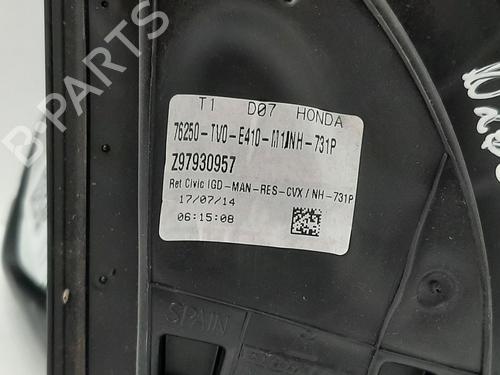 B-PARTS
T1 D07 HONDA
76250-TV0-E410-M1/NH-731P
Z97930957
Ret Civic IGD-MAN-RES-CVX / NH-731P
17/07/14
06:15:08
SPAIN